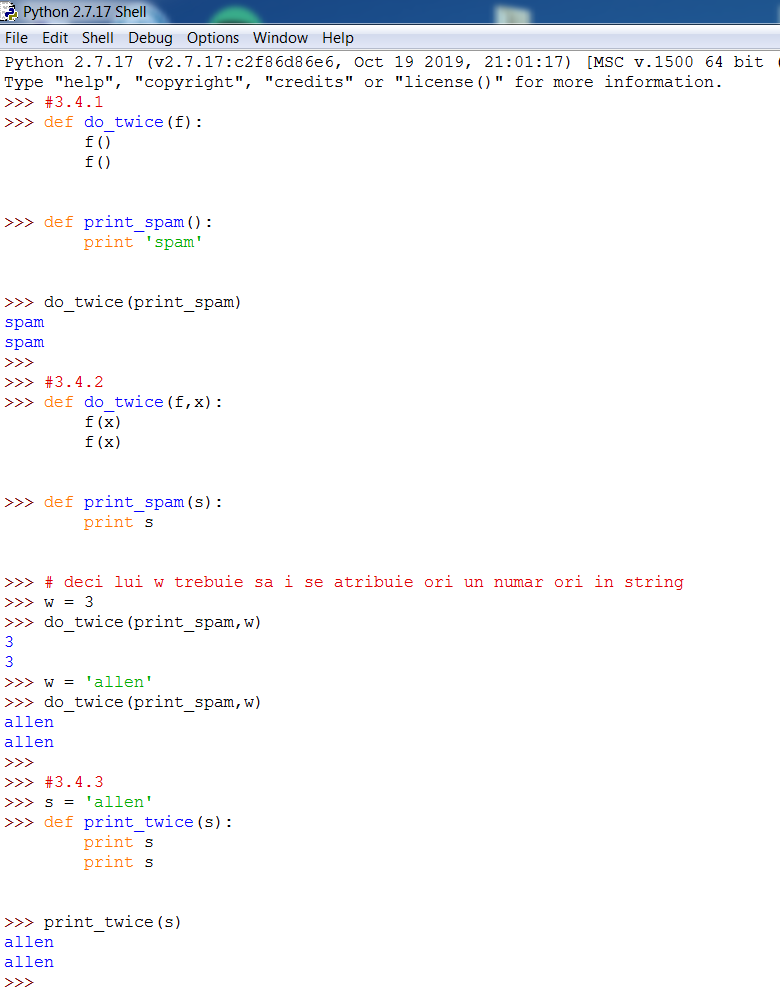 Python 2.7.17 Shell
File Edit Shell Debug Options Window Help
Python 2.7.17 (v2.7.17:c2f86d86e6, Oct 19 2019, 21:01:17) [MSC v.1500 64 bit (
Type "help", "copyright", "credits" or "license()" for more information.
>>> #3.4.1
>>> def do_twice(f):
        f()
        f()
>>> def print_spam():
        print 'spam'
>>> do_twice(print_spam)
spam
spam
>>>
>>> #3.4.2
>>> def do_twice(f,x):
        f(x)
        f(x)
>>> def print_spam(s):
        print s
>>> # deci lui w trebuie sa i se atribuie ori un numar ori in string
>>> w = 3
>>> do_twice(print_spam,w)
3
3
>>> w = 'allen'
>>> do_twice(print_spam,w)
allen
allen
>>>
>>> #3.4.3
>>> s = 'allen'
>>> def print_twice(s):
        print s
        print s
>>> print_twice(s)
allen
allen
>>>